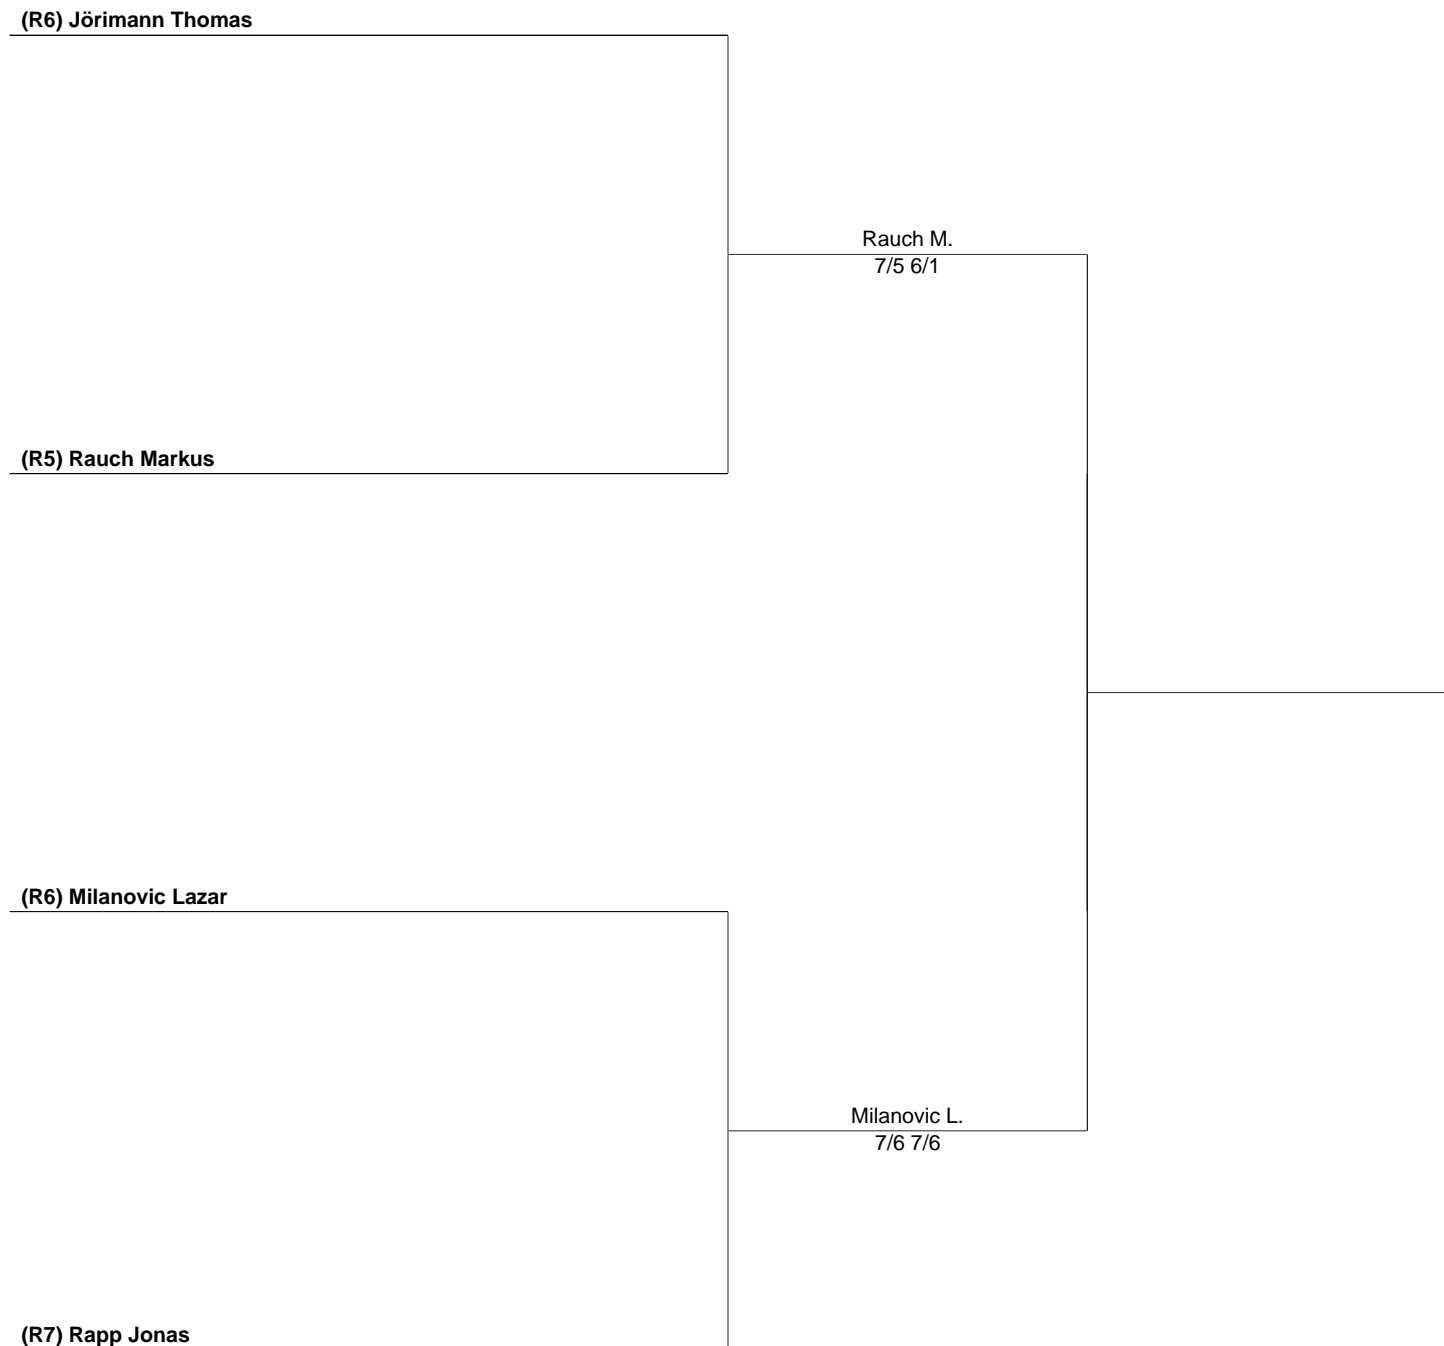 (R6) Jörimann Thomas
Rauch M.
7/5 6/1
(R5) Rauch Markus
(R6) Milanovic Lazar
Milanovic L.
7/6 7/6
(R7) Rapp Jonas